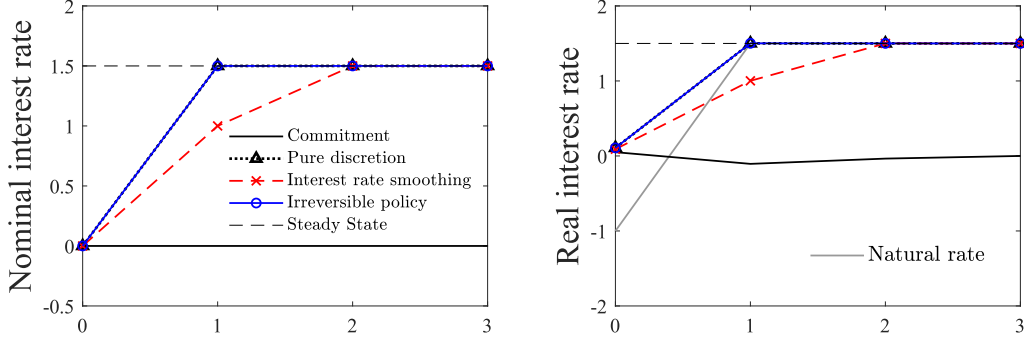 Nominal interest rate
2
1.5
1
0.5
0
-0.5
0 1 2 3
Commitment
Pure discretion
Interest rate smoothing
Irreversible policy
Steady State
Real interest rate
2
1
0
-1
-2
0 1 2 3
Natural rate